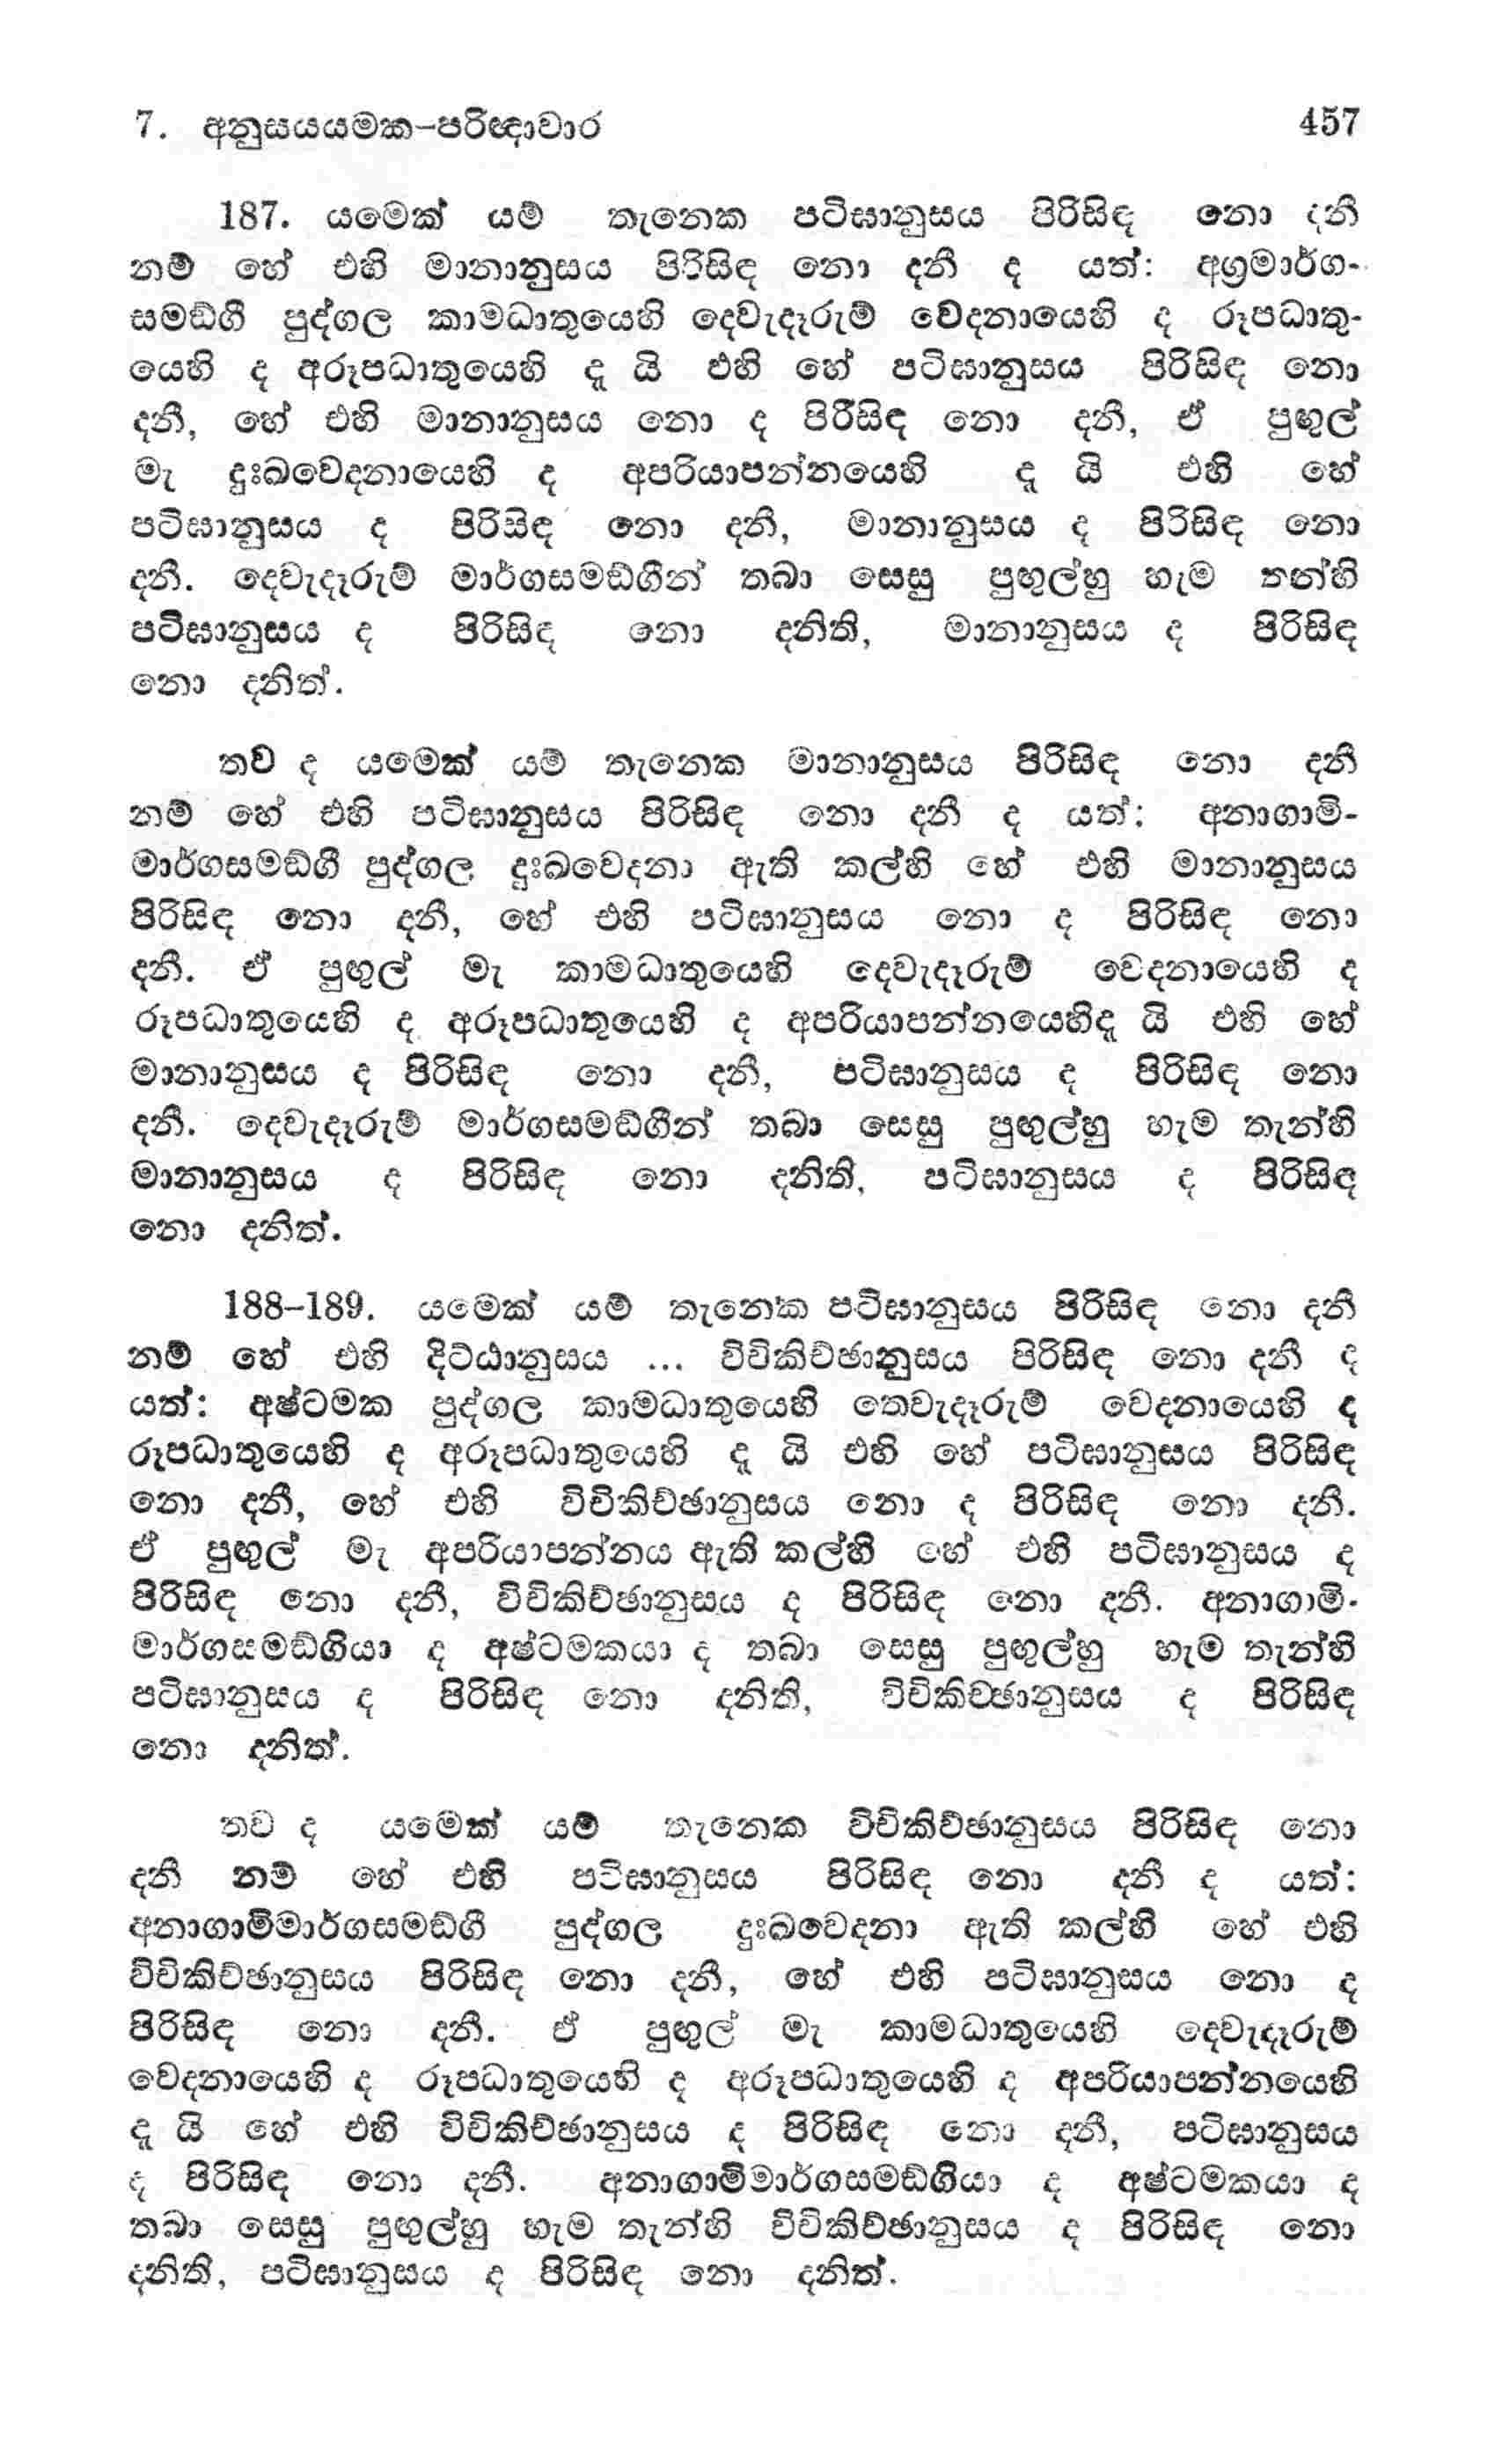 7. අනුසයයමක-පරිඥාවාර 457
187. යමෙක් යම් තැනෙක පටිඝානුසය පිරිසිඳ නො දනී
නම් හේ එහි මානානුසය පිරිසිඳ නො දනී ද යත්: අග්‍රමාර්ග-
සමඞ්ගී පුද්ගල කාමධාතුයෙහි දෙවැදෑරුම් වෙදනායෙහි ද රූපධාතු-
යෙහි ද අරූපධාතුයෙහි දැ යි එහි හේ පටිඝානුසය පිරිසිඳ නො
දනී, හේ එහි මානානුසය නො ද පිරිසිඳ නො දනී, ඒ පුඟුල්
මැ දුඃඛවෙදනායෙහි ද අපරියාපන්නයෙහි දැ යි එහි හේ
පටිඝානුසය ද පිරිසිඳ නො දනී, මානානුසය ද පිරිසිඳ නො
දනී. දෙවැදෑරුම් මාර්ගසමඞ්ගීන් තබා සෙසු පුඟුල්හු හැම තන්හි
පටිඝානුසය ද පිරිසිඳ නො දනිති, මානානුසය ද පිරිසිඳ
නො දනිත්.
තව ද යමෙක් යම් තැනෙක මානානුසය පිරිසිඳ නො දනී
නම් හේ එහි පටිඝානුසය පිරිසිඳ නො දනී ද යත්: අනාගාමි-
මාර්ගසමඞ්ගී පුද්ගල දුඃඛවෙදනා ඇති කල්හි හේ එහි මානානුසය
පිරිසිඳ නො දනී, හේ එහි පටිඝානුසය නො ද පිරිසිඳ නො
දනී. ඒ පුඟුල් මැ කාමධාතුයෙහි දෙවැදෑරුම් වෙදනායෙහි ද
රූපධාතුයෙහි ද අරූපධාතුයෙහි ද අපරියාපන්නයෙහිදැ යි එහි හේ
මානානුසය ද පිරිසිඳ නො දනී, පටිඝානුසය ද පිරිසිඳ නො
දනී. දෙවැදෑරුම් මාර්ගසමඞ්ගීන් තබා සෙසු පුඟුල්හු හැම තැන්හි
මානානුසය ද පිරිසිඳ නො දනිති, පටිඝානුසය ද පිරිසිඳ
නො දනිත්.
188-189. යමෙක් යම් තැනෙක පටිඝානුසය පිරිසිඳ නො දනී
නම් හේ එහි දිට්ඨානුසය ... විචිකිච්ඡානුසය පිරිසිඳ නො දනී ද
යත්: අෂ්ටමක පුද්ගල කාමධාතුයෙහි තෙවැදෑරුම් වෙදනායෙහි ද
රූපධාතුයෙහි ද අරූපධාතුයෙහි දැ යි එහි හේ පටිඝානුසය පිරිසිඳ
නො දනී, හේ එහි විචිකිච්ඡානුසය නො ද පිරිසිඳ නො දනී.
ඒ පුඟුල් මැ අපරියාපන්නය ඇති කල්හි හේ එහි පටිඝානුසය ද
පිරිසිඳ නො දනී, විචිකිච්ඡානුසය ද පිරිසිඳ නො දනී. අනාගාමි-
මාර්ගසමඞ්ගියා ද අෂ්ටමකයා ද තබා සෙසු පුඟුල්හු හැම තැන්හි
පටිඝානුසය ද පිරිසිඳ නො දනිති, විචිකිච්ඡානුසය ද පිරිසිඳ
නො දනිත්.
තව ද යමෙක් යම් තැනෙක විචිකිච්ඡානුසය පිරිසිඳ නො
දනී නම් හේ එහි පටිඝානුසය පිරිසිඳ නො දනී ද යත්:
අනාගාමිමාර්ගසමඞ්ගී පුද්ගල දුඃඛවෙදනා ඇති කල්හි හේ එහි
විචිකිච්ඡානුසය පිරිසිඳ නො දනී, හේ එහි පටිඝානුසය නො ද
පිරිසිඳ නො දනී. ඒ පුඟුල් මැ කාමධාතුයෙහි දෙවැදෑරුම්
වෙදනායෙහි ද රූපධාතුයෙහි ද අරූපධාතුයෙහි ද අපරියාපන්නයෙහි
දැ යි හේ එහි විචිකිච්ඡානුසය ද පිරිසිඳ නො දනී, පටිඝානුසය
ද පිරිසිඳ නො දනී. අනාගාමිමාර්ගසමඞ්ගියා ද අෂ්ටමකයා ද
තබා සෙසු පුඟුල්හු හැම තැන්හි විචිකිච්ඡානුසය ද පිරිසිඳ නො
දනිති, පටිඝානුසය ද පිරිසිඳ නො දනිත්.